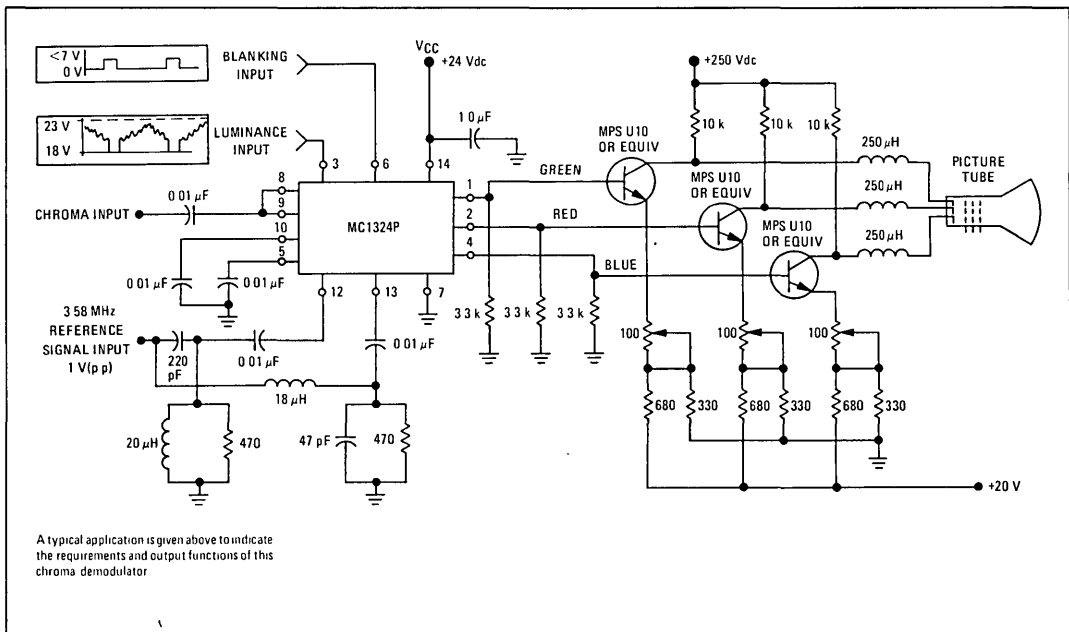 <7 V
0 V
BLANKING
INPUT
VCC
+24 Vdc
+250 Vdc
23 V
18 V
LUMINANCE
INPUT
1 0 µF
10 k
10 k
10 k
MPS U10
OR EQUIV
MPS U10
OR EQUIV
MPS U10
OR EQUIV
250 µH
250 µH
250 µH
PICTURE
TUBE
3
6
14
GREEN
RED
BLUE
CHROMA INPUT
0 01 µF
8
9
10
5
MC1324P
1
2
4
12
13
7
0 01 µF
0 01 µF
3 58 MHz
REFERENCE
SIGNAL INPUT
1 V(p p)
220
pF
0 01 µF
0 01 µF
18 µH
3 3 k
3 3 k
3 3 k
100
100
100
20 µH
470
47 pF
470
680
330
680
330
680
330
+20 V
A typical application is given above to indicate
the requirements and output functions of this
chroma demodulator